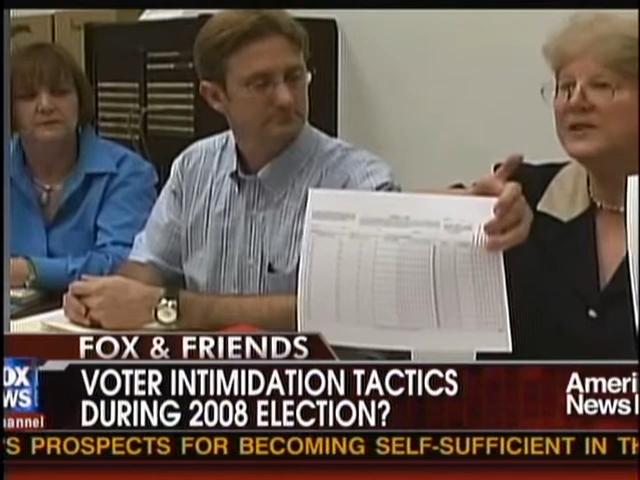 FOX & FRIENDS
OX
WS
hannel
VOTER INTIMIDATION TACTICS
DURING 2008 ELECTION?
Ameri
News
'S PROSPECTS FOR BECOMING SELF-SUFFICIENT IN TH